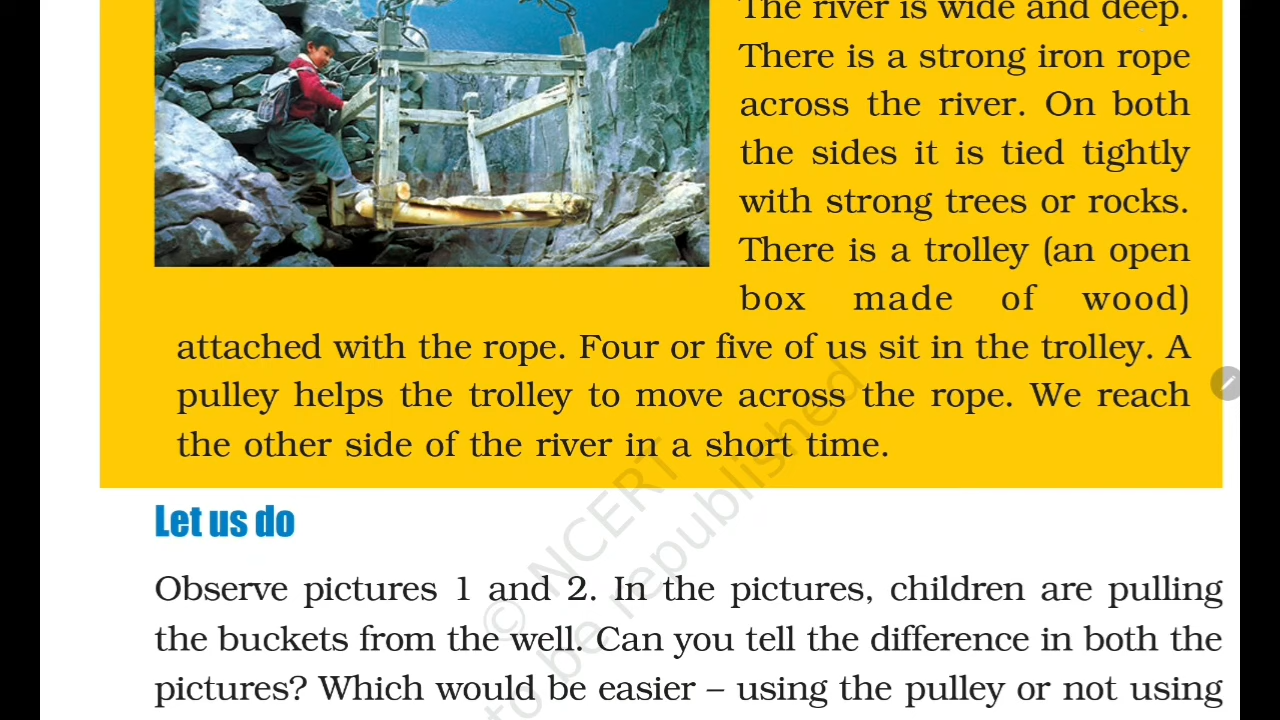 The river is wide and deep.
There is a strong iron rope
across the river. On both
the sides it is tied tightly
with strong trees or rocks.
There is a trolley (an open
box made of wood)
attached with the rope. Four or five of us sit in the trolley. A
pulley helps the trolley to move across the rope. We reach
the other side of the river in a short time.
Let us do
Observe pictures 1 and 2. In the pictures, children are pulling
the buckets from the well. Can you tell the difference in both the
pictures? Which would be easier – using the pulley or not using
© NCERT
to be republished